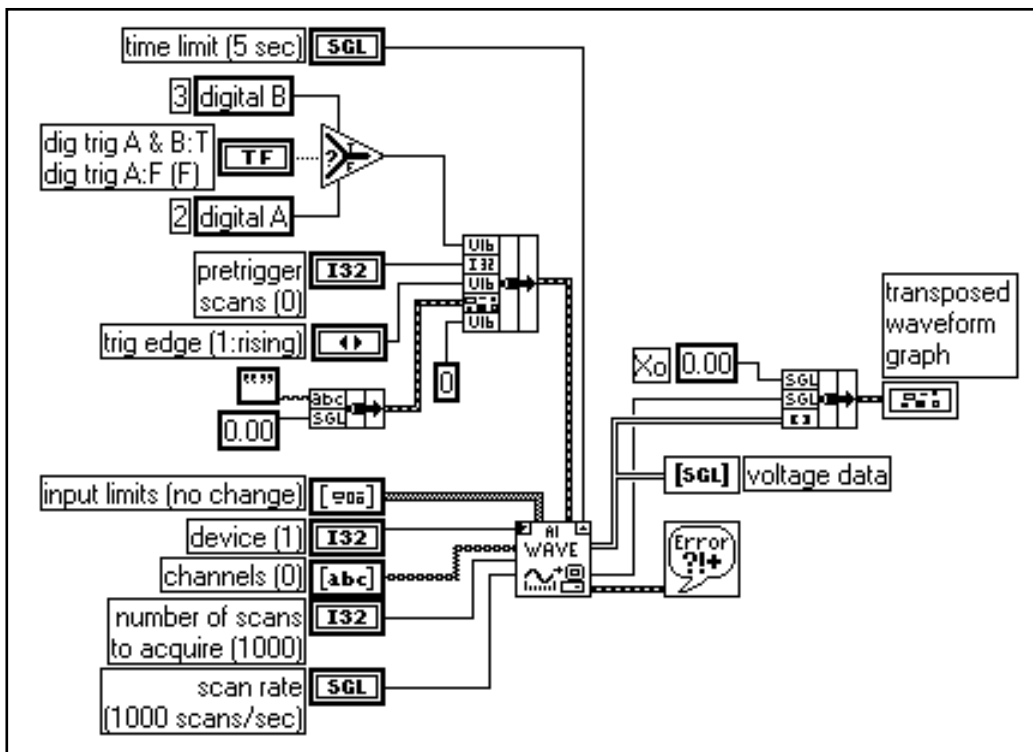 time limit (5 sec) SGL
3 digital B
dig trig A & B:T
dig trig A:F (F)
TF
? T
F
2 digital A
pretrigger
scans (0)
I32
trig edge (1:rising)
U16
I32
U16
U16
0
""
0.00
abc
SGL
input limits (no change)
device (1) I32
channels (0) [abc]
number of scans
to acquire (1000)
I32
scan rate
(1000 scans/sec)
SGL
AI
WAVE
Xo 0.00
SGL
SGL
[ ]
transposed
waveform
graph
[SGL] voltage data
Error
?!+